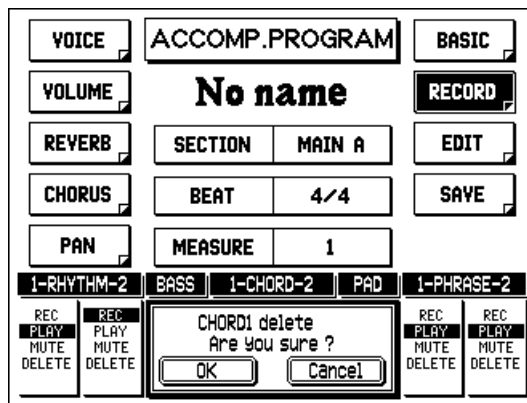 VOICE ACCOMP.PROGRAM BASIC
VOLUME No name RECORD
REVERB SECTION MAIN A EDIT
CHORUS BEAT 4/4 SAVE
PAN MEASURE 1
1-RHYTHM-2 BASS 1-CHORD-2 PAD 1-PHRASE-2
REC REC CHORD1 delete REC REC
PLAY PLAY Are you sure ? PLAY PLAY
MUTE MUTE MUTE MUTE
DELETE DELETE OK Cancel DELETE DELETE